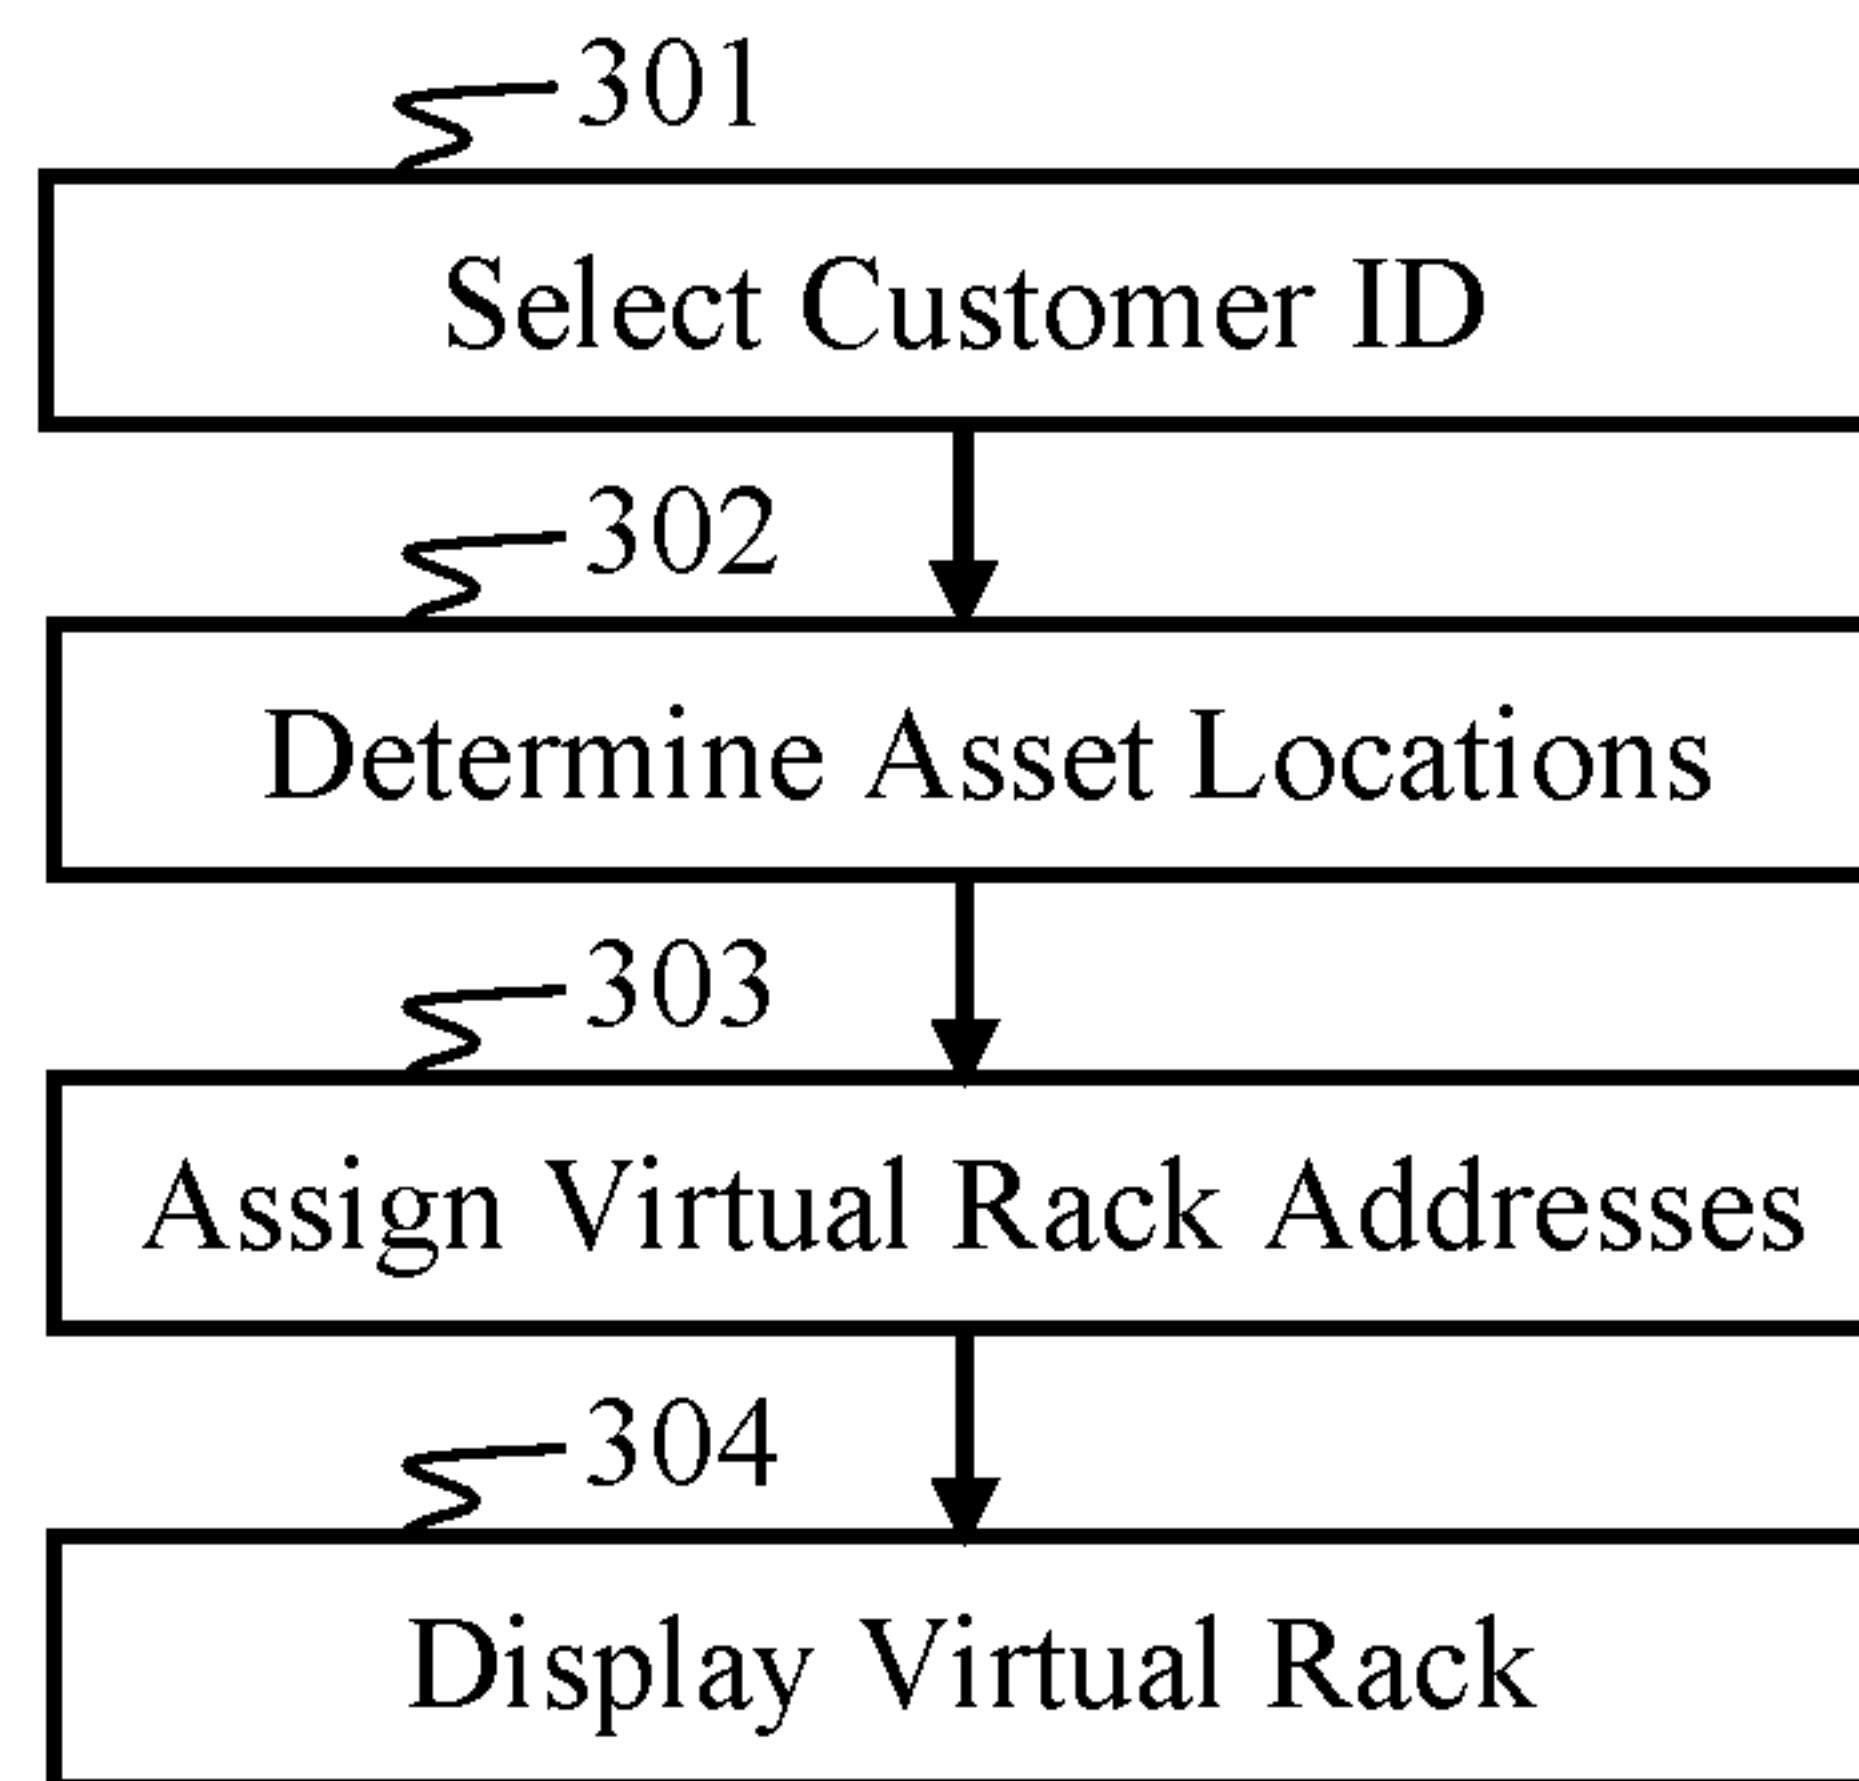 301
Select Customer ID
302
Determine Asset Locations
303
Assign Virtual Rack Addresses
304
Display Virtual Rack